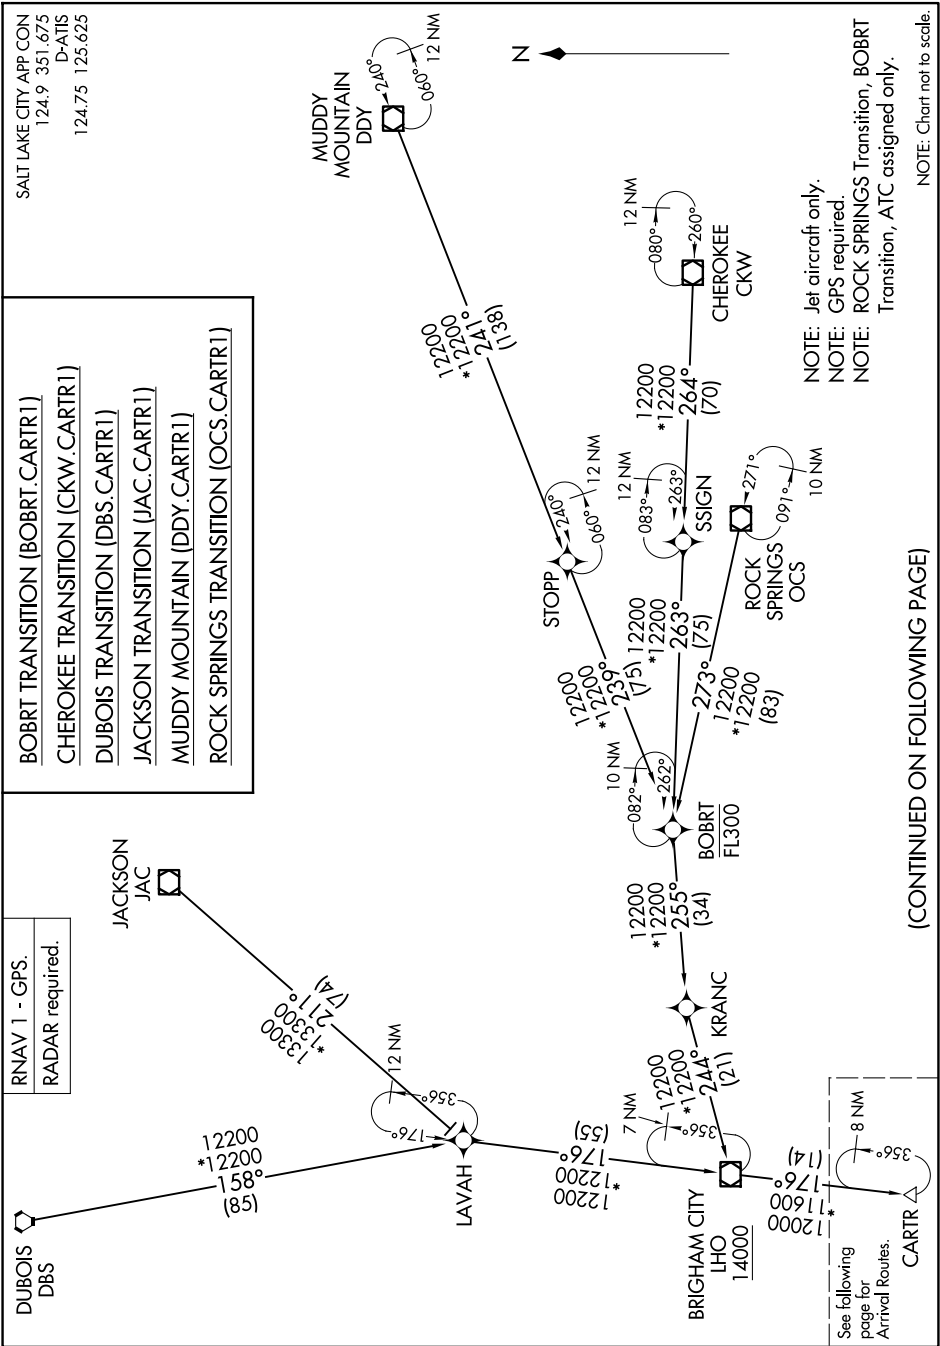 SALT LAKE CITY APP CON
124.9 351.675
D-ATIS
124.75 125.625
RNAV 1 - GPS.
RADAR required.
BOBRT TRANSITION (BOBRT.CARTR1)
CHEROKEE TRANSITION (CKW.CARTR1)
DUBOIS TRANSITION (DBS.CARTR1)
JACKSON TRANSITION (JAC.CARTR1)
MUDDY MOUNTAIN (DDY.CARTR1)
ROCK SPRINGS TRANSITION (OCS.CARTR1)
DUBOIS
DBS
12200
*12200
158°
(85)
JACKSON
JAC
13300
*13300
211°
(74)
LAVAH
12 NM
176°
356°
12200
*12200
176°
(55)
BRIGHAM CITY
LHO
14000
7 NM
356°
12000
*11600
176°
(14)
CARTR
8 NM
356°
See following
page for
Arrival Routes.
12200
*12200
244°
(21)
KRANC
12200
*12200
255°
(34)
BOBRT
FL300
10 NM
082°
262°
12200
*12200
239°
(75)
STOPP
12 NM
240°
060°
12200
*12200
241°
(138)
MUDDY
MOUNTAIN
DDY
12 NM
240°
060°
12200
*12200
263°
(75)
SSIGN
12 NM
083°
263°
12200
*12200
264°
(70)
CHEROKEE
CKW
12 NM
080°
260°
273°
12200
*12200
(83)
ROCK
SPRINGS
OCS
10 NM
271°
091°
N
NOTE: Jet aircraft only.
NOTE: GPS required.
NOTE: ROCK SPRINGS Transition, BOBRT
Transition, ATC assigned only.
NOTE: Chart not to scale.
(CONTINUED ON FOLLOWING PAGE)